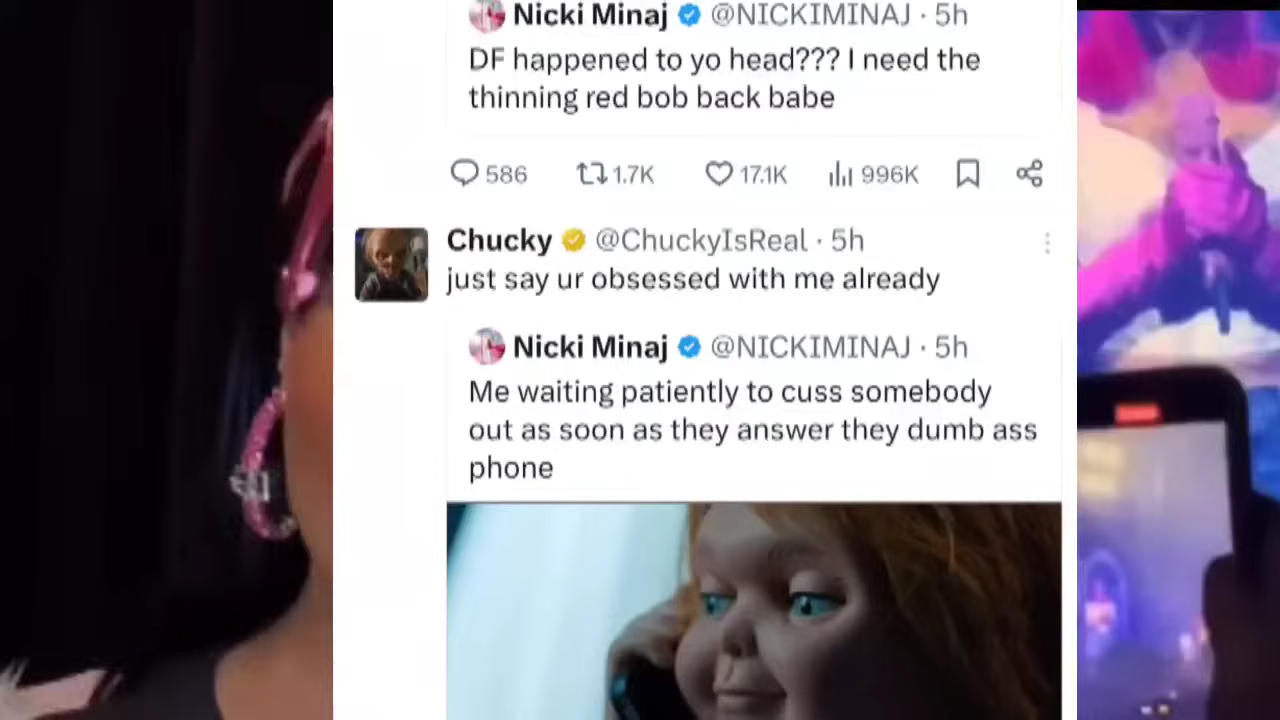 Nicki Minaj @NICKIMINAJ · 5h
DF happened to yo head??? I need the
thinning red bob back babe
586 1.7K 17.1K 996K
Chucky @ChuckyIsReal · 5h
just say ur obsessed with me already
Nicki Minaj @NICKIMINAJ · 5h
Me waiting patiently to cuss somebody
out as soon as they answer they dumb ass
phone